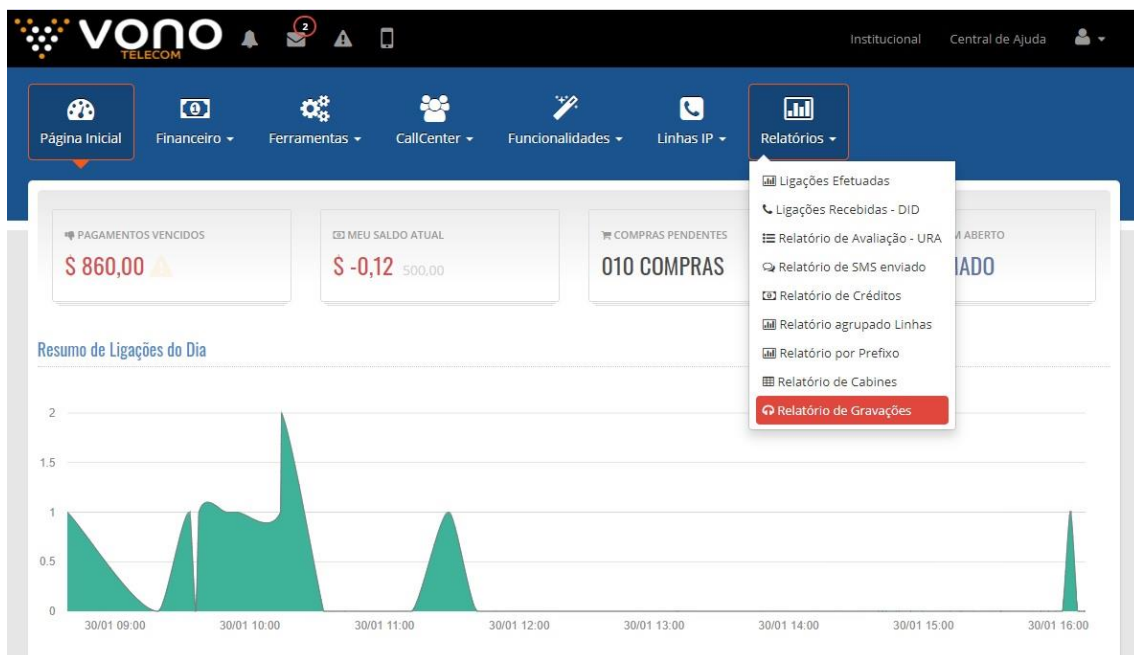 VONO
TELECOM
2
Institucional
Central de Ajuda
Página Inicial
Financeiro
Ferramentas
CallCenter
Funcionalidades
Linhas IP
Relatórios
Ligações Efetuadas
Ligações Recebidas - DID
Relatório de Avaliação - URA
Relatório de SMS enviado
Relatório de Créditos
Relatório agrupado Linhas
Relatório por Prefixo
Relatório de Cabines
Relatório de Gravações
PAGAMENTOS VENCIDOS
$ 860,00
MEU SALDO ATUAL
$ -0,12 500,00
COMPRAS PENDENTES
010 COMPRAS
M ABERTO
IADO
Resumo de Ligações do Dia
2
1.5
1
0.5
0
30/01 09:00
30/01 10:00
30/01 11:00
30/01 12:00
30/01 13:00
30/01 14:00
30/01 15:00
30/01 16:00